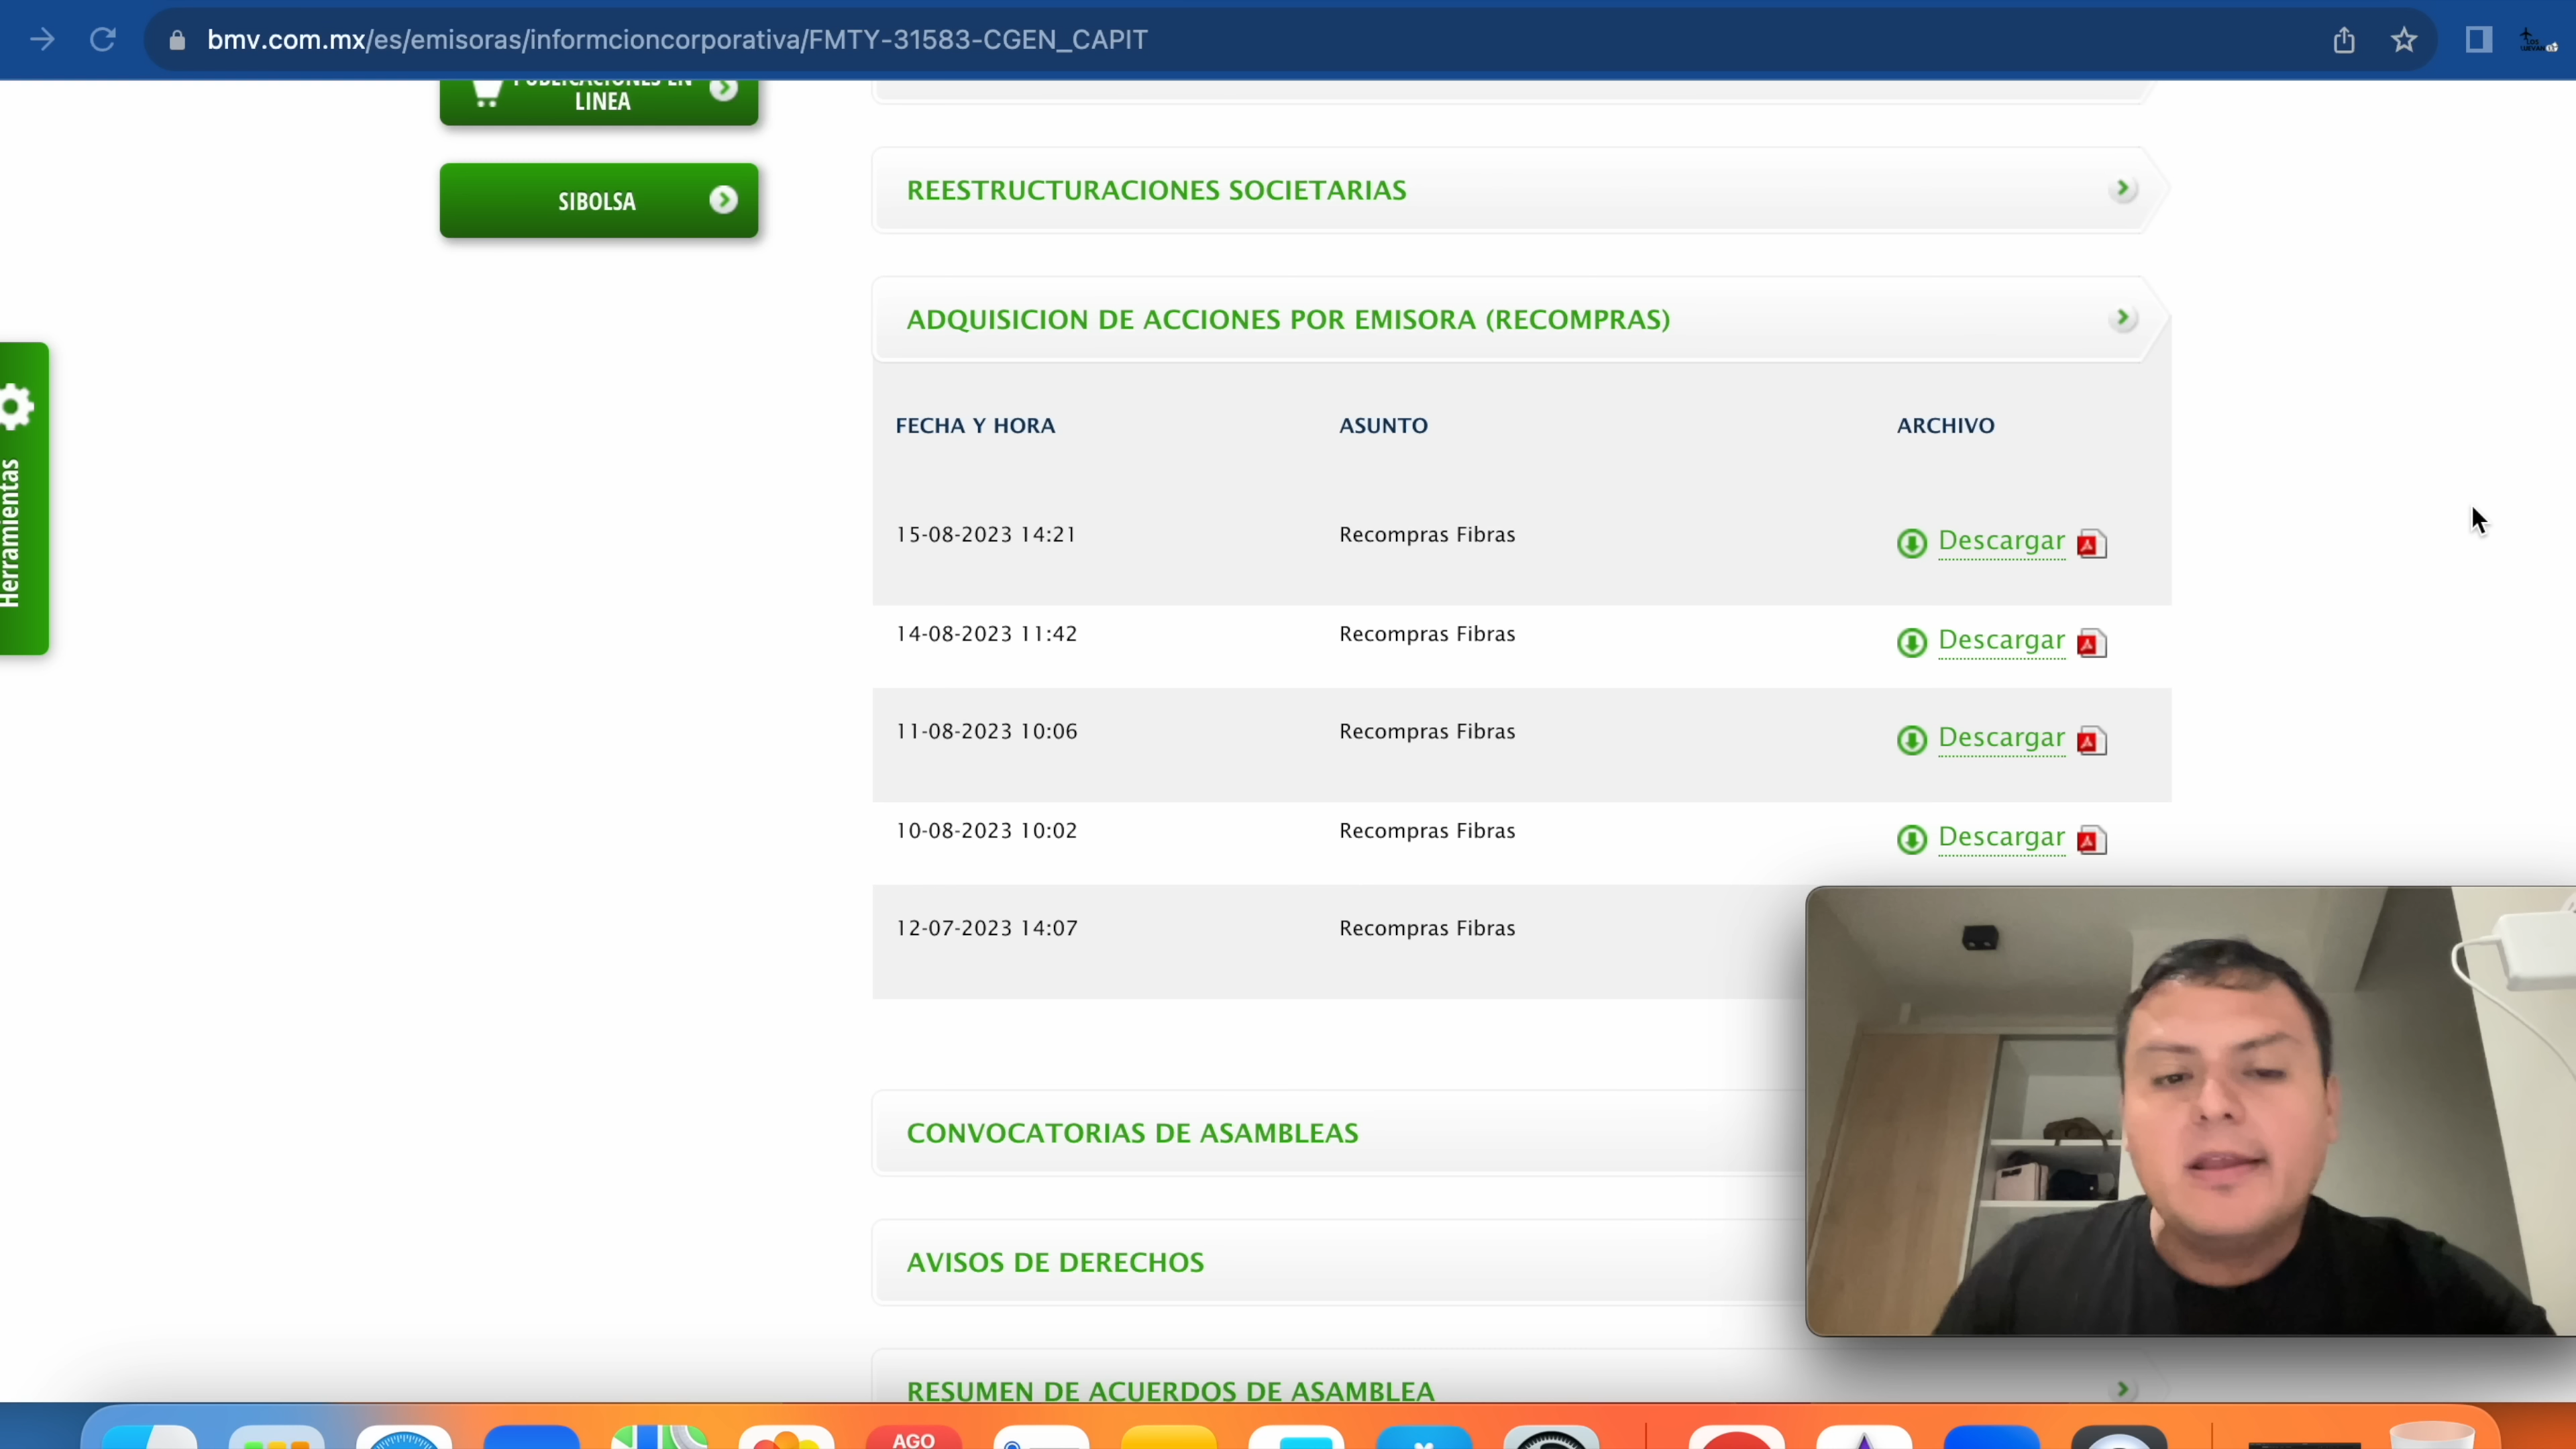 bmv.com.mx/es/emisoras/informcioncorporativa/FMTY-31583-CGEN_CAPIT
PUBLICACIONES EN
LINEA
SIBOLSA
Herramientas
REESTRUCTURACIONES SOCIETARIAS
ADQUISICION DE ACCIONES POR EMISORA (RECOMPRAS)
FECHA Y HORA ASUNTO ARCHIVO
15-08-2023 14:21 Recompras Fibras Descargar
14-08-2023 11:42 Recompras Fibras Descargar
11-08-2023 10:06 Recompras Fibras Descargar
10-08-2023 10:02 Recompras Fibras Descargar
12-07-2023 14:07 Recompras Fibras
CONVOCATORIAS DE ASAMBLEAS
AVISOS DE DERECHOS
RESUMEN DE ACUERDOS DE ASAMBLEA
AGO